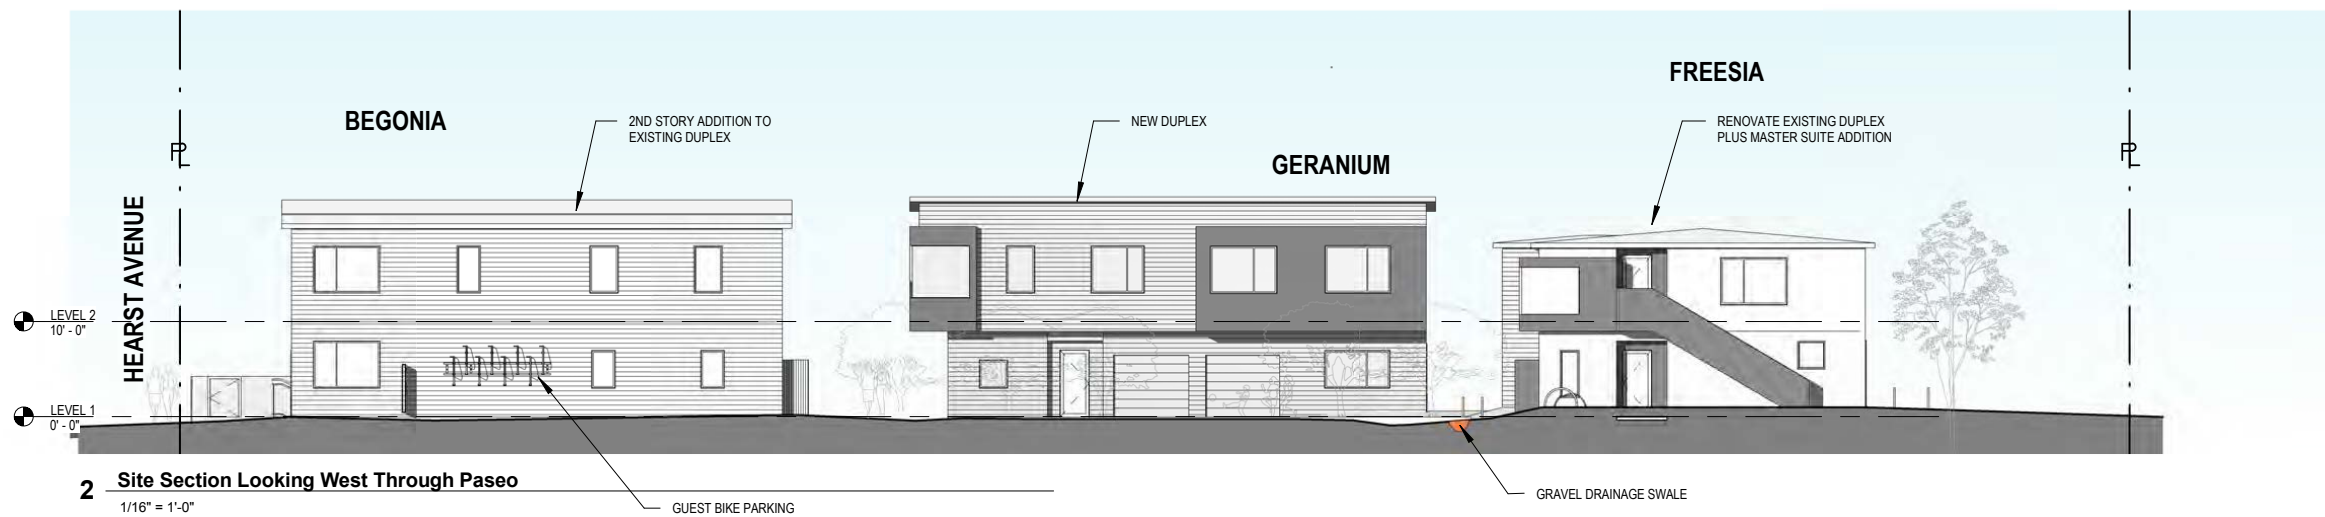 FREESIA
BEGONIA
2ND STORY ADDITION TO
EXISTING DUPLEX
NEW DUPLEX
RENOVATE EXISTING DUPLEX
PLUS MASTER SUITE ADDITION
PL
PL
GERANIUM
HEARST AVENUE
LEVEL 2
10' - 0"
LEVEL 1
0' - 0"
2 Site Section Looking West Through Paseo
1/16" = 1'-0"
GUEST BIKE PARKING
GRAVEL DRAINAGE SWALE